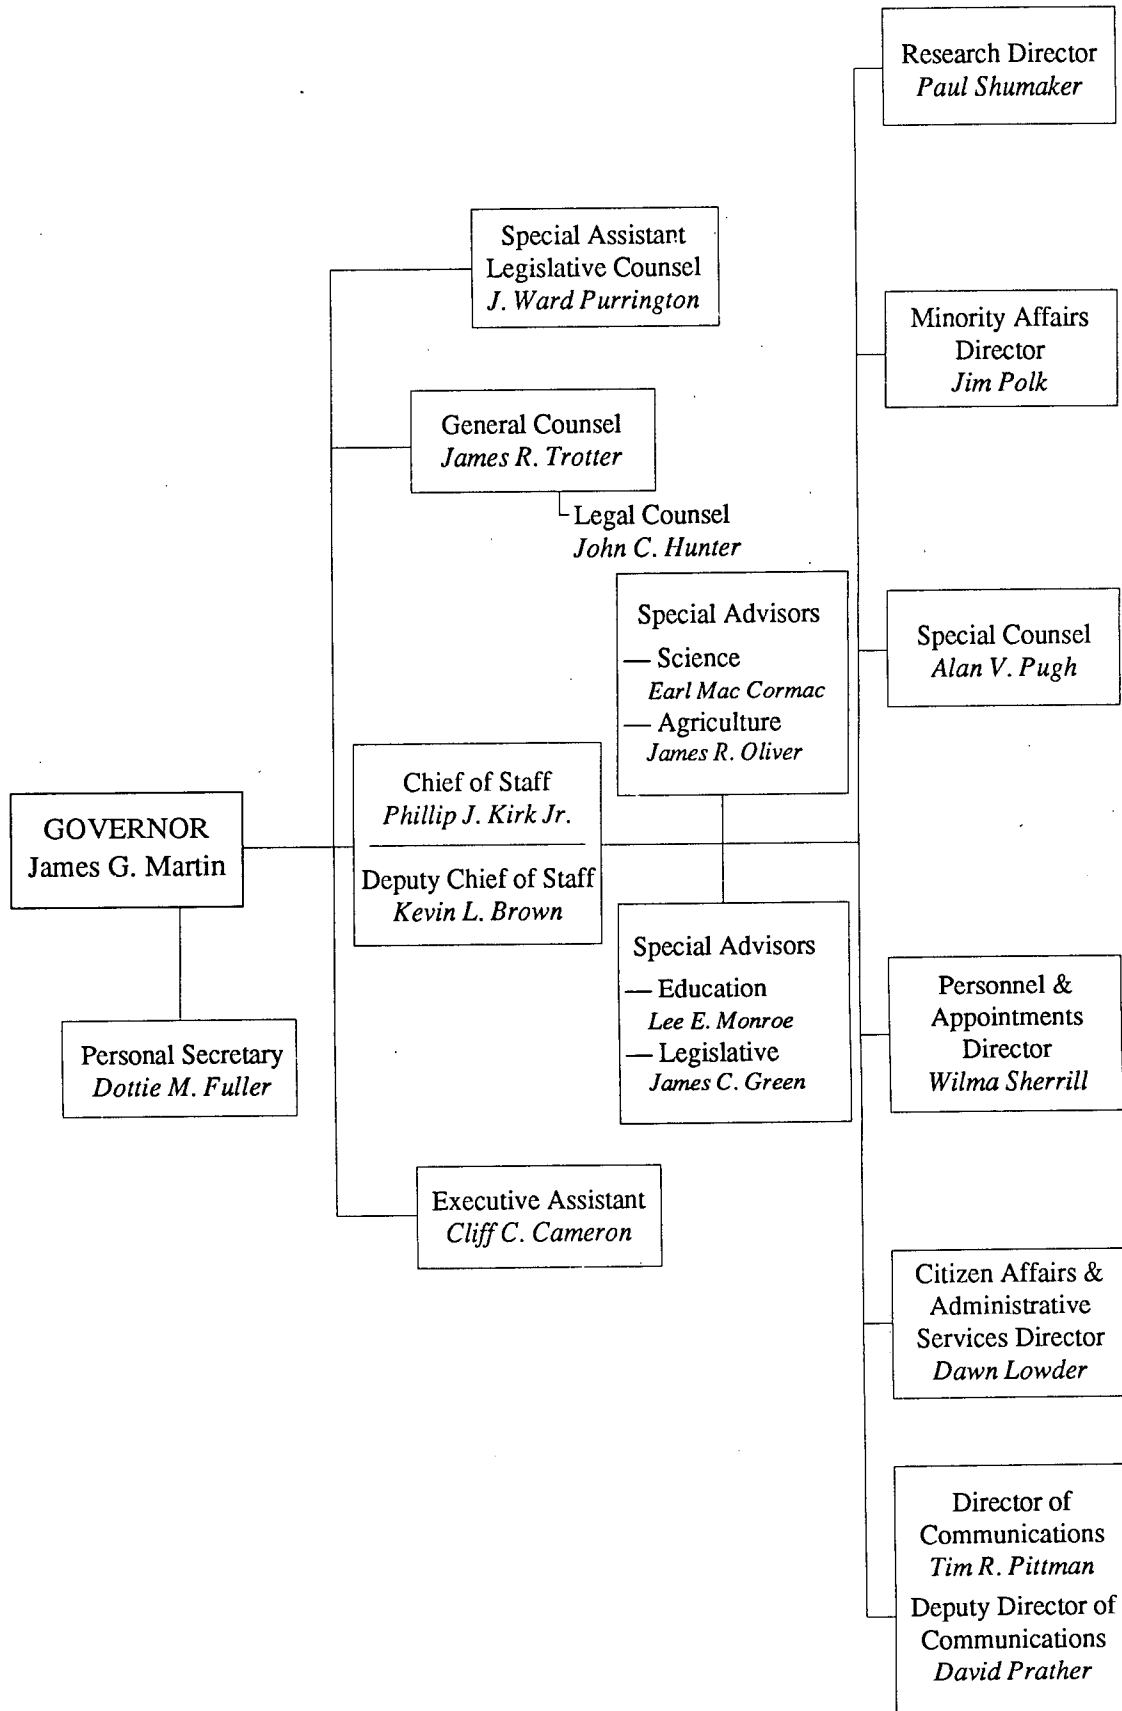 Research Director
Paul Shumaker
Special Assistant
Legislative Counsel
J. Ward Purrington
Minority Affairs
Director
Jim Polk
General Counsel
James R. Trotter
Legal Counsel
John C. Hunter
Special Advisors
— Science
Earl Mac Cormac
— Agriculture
James R. Oliver
Special Counsel
Alan V. Pugh
Chief of Staff
Phillip J. Kirk Jr.
Deputy Chief of Staff
Kevin L. Brown
GOVERNOR
James G. Martin
Special Advisors
— Education
Lee E. Monroe
— Legislative
James C. Green
Personnel &
Appointments
Director
Wilma Sherrill
Personal Secretary
Dottie M. Fuller
Executive Assistant
Cliff C. Cameron
Citizen Affairs &
Administrative
Services Director
Dawn Lowder
Director of
Communications
Tim R. Pittman
Deputy Director of
Communications
David Prather